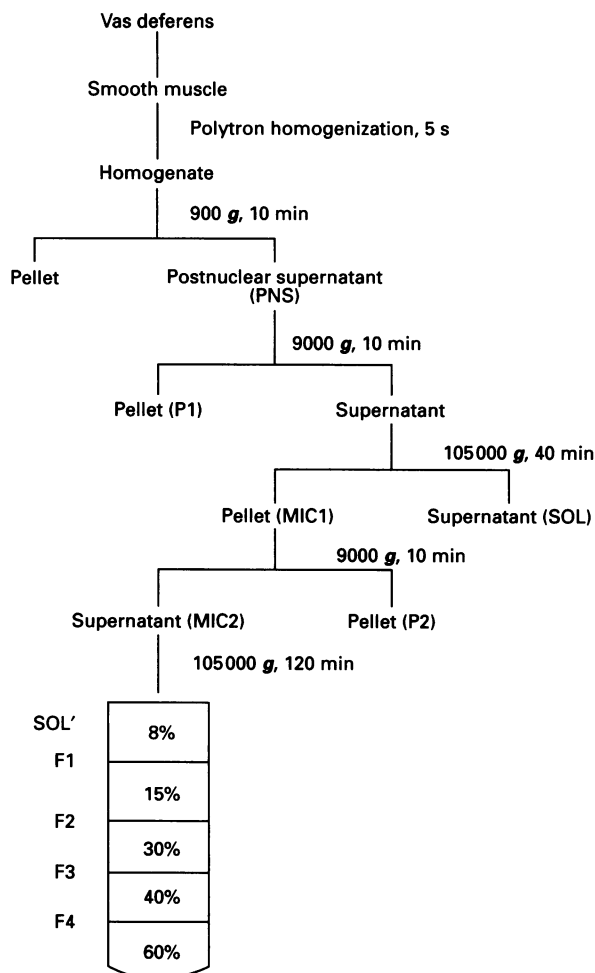 Vas deferens
Smooth muscle
Polytron homogenization, 5 s
Homogenate
900 g, 10 min
Pellet
Postnuclear supernatant
(PNS)
9000 g, 10 min
Pellet (P1)
Supernatant
105000 g, 40 min
Pellet (MIC1)
Supernatant (SOL)
9000 g, 10 min
Supernatant (MIC2)
Pellet (P2)
105000 g, 120 min
SOL′
8%
F1
15%
F2
30%
F3
40%
F4
60%